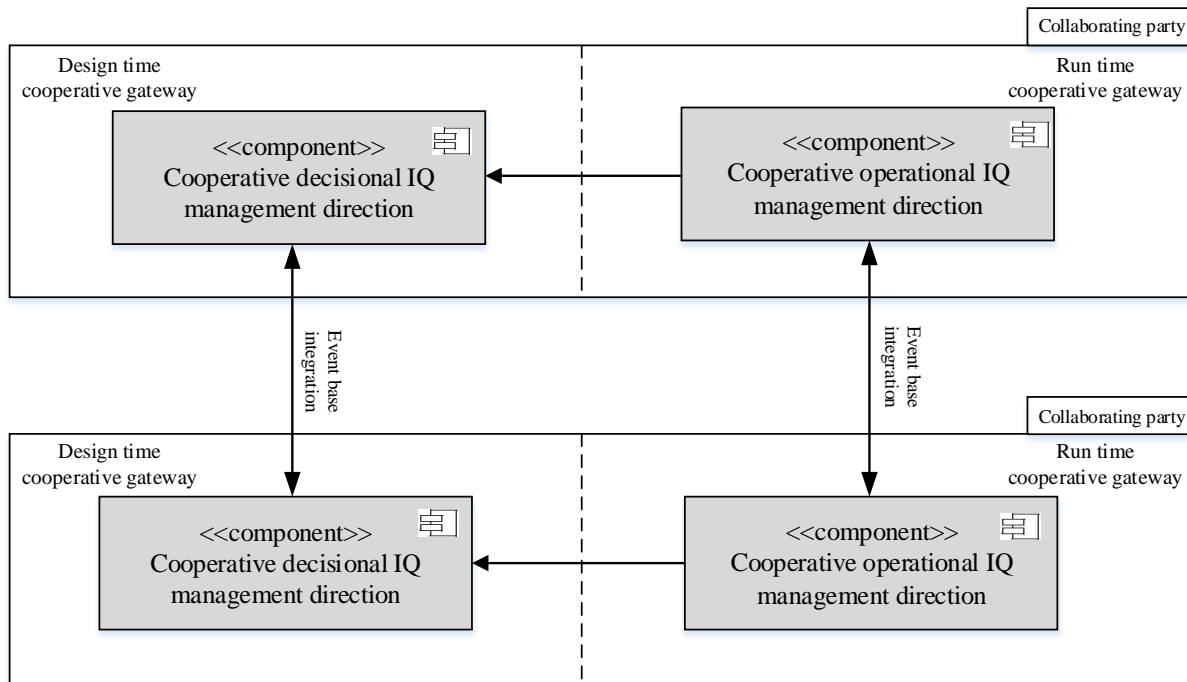 Collaborating party
Design time
cooperative gateway
Run time
cooperative gateway
<<component>>
Cooperative decisional IQ
management direction
<<component>>
Cooperative operational IQ
management direction
Event base
integration
Event base
integration
Collaborating party
Design time
cooperative gateway
Run time
cooperative gateway
<<component>>
Cooperative decisional IQ
management direction
<<component>>
Cooperative operational IQ
management direction